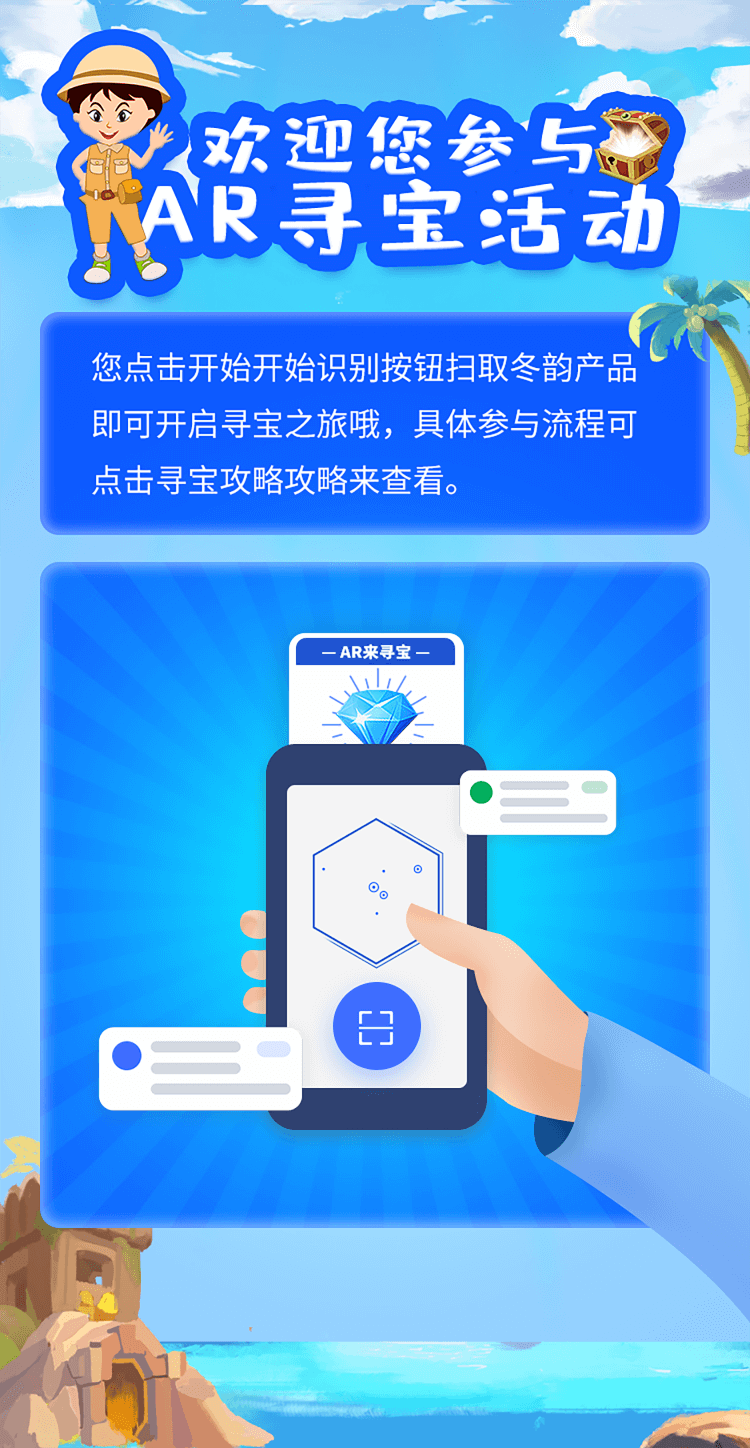 欢迎您参与
AR寻宝活动
您点击开始开始识别按钮扫取冬韵产品
即可开启寻宝之旅哦，具体参与流程可
点击寻宝攻略攻略来查看。
— AR来寻宝 —